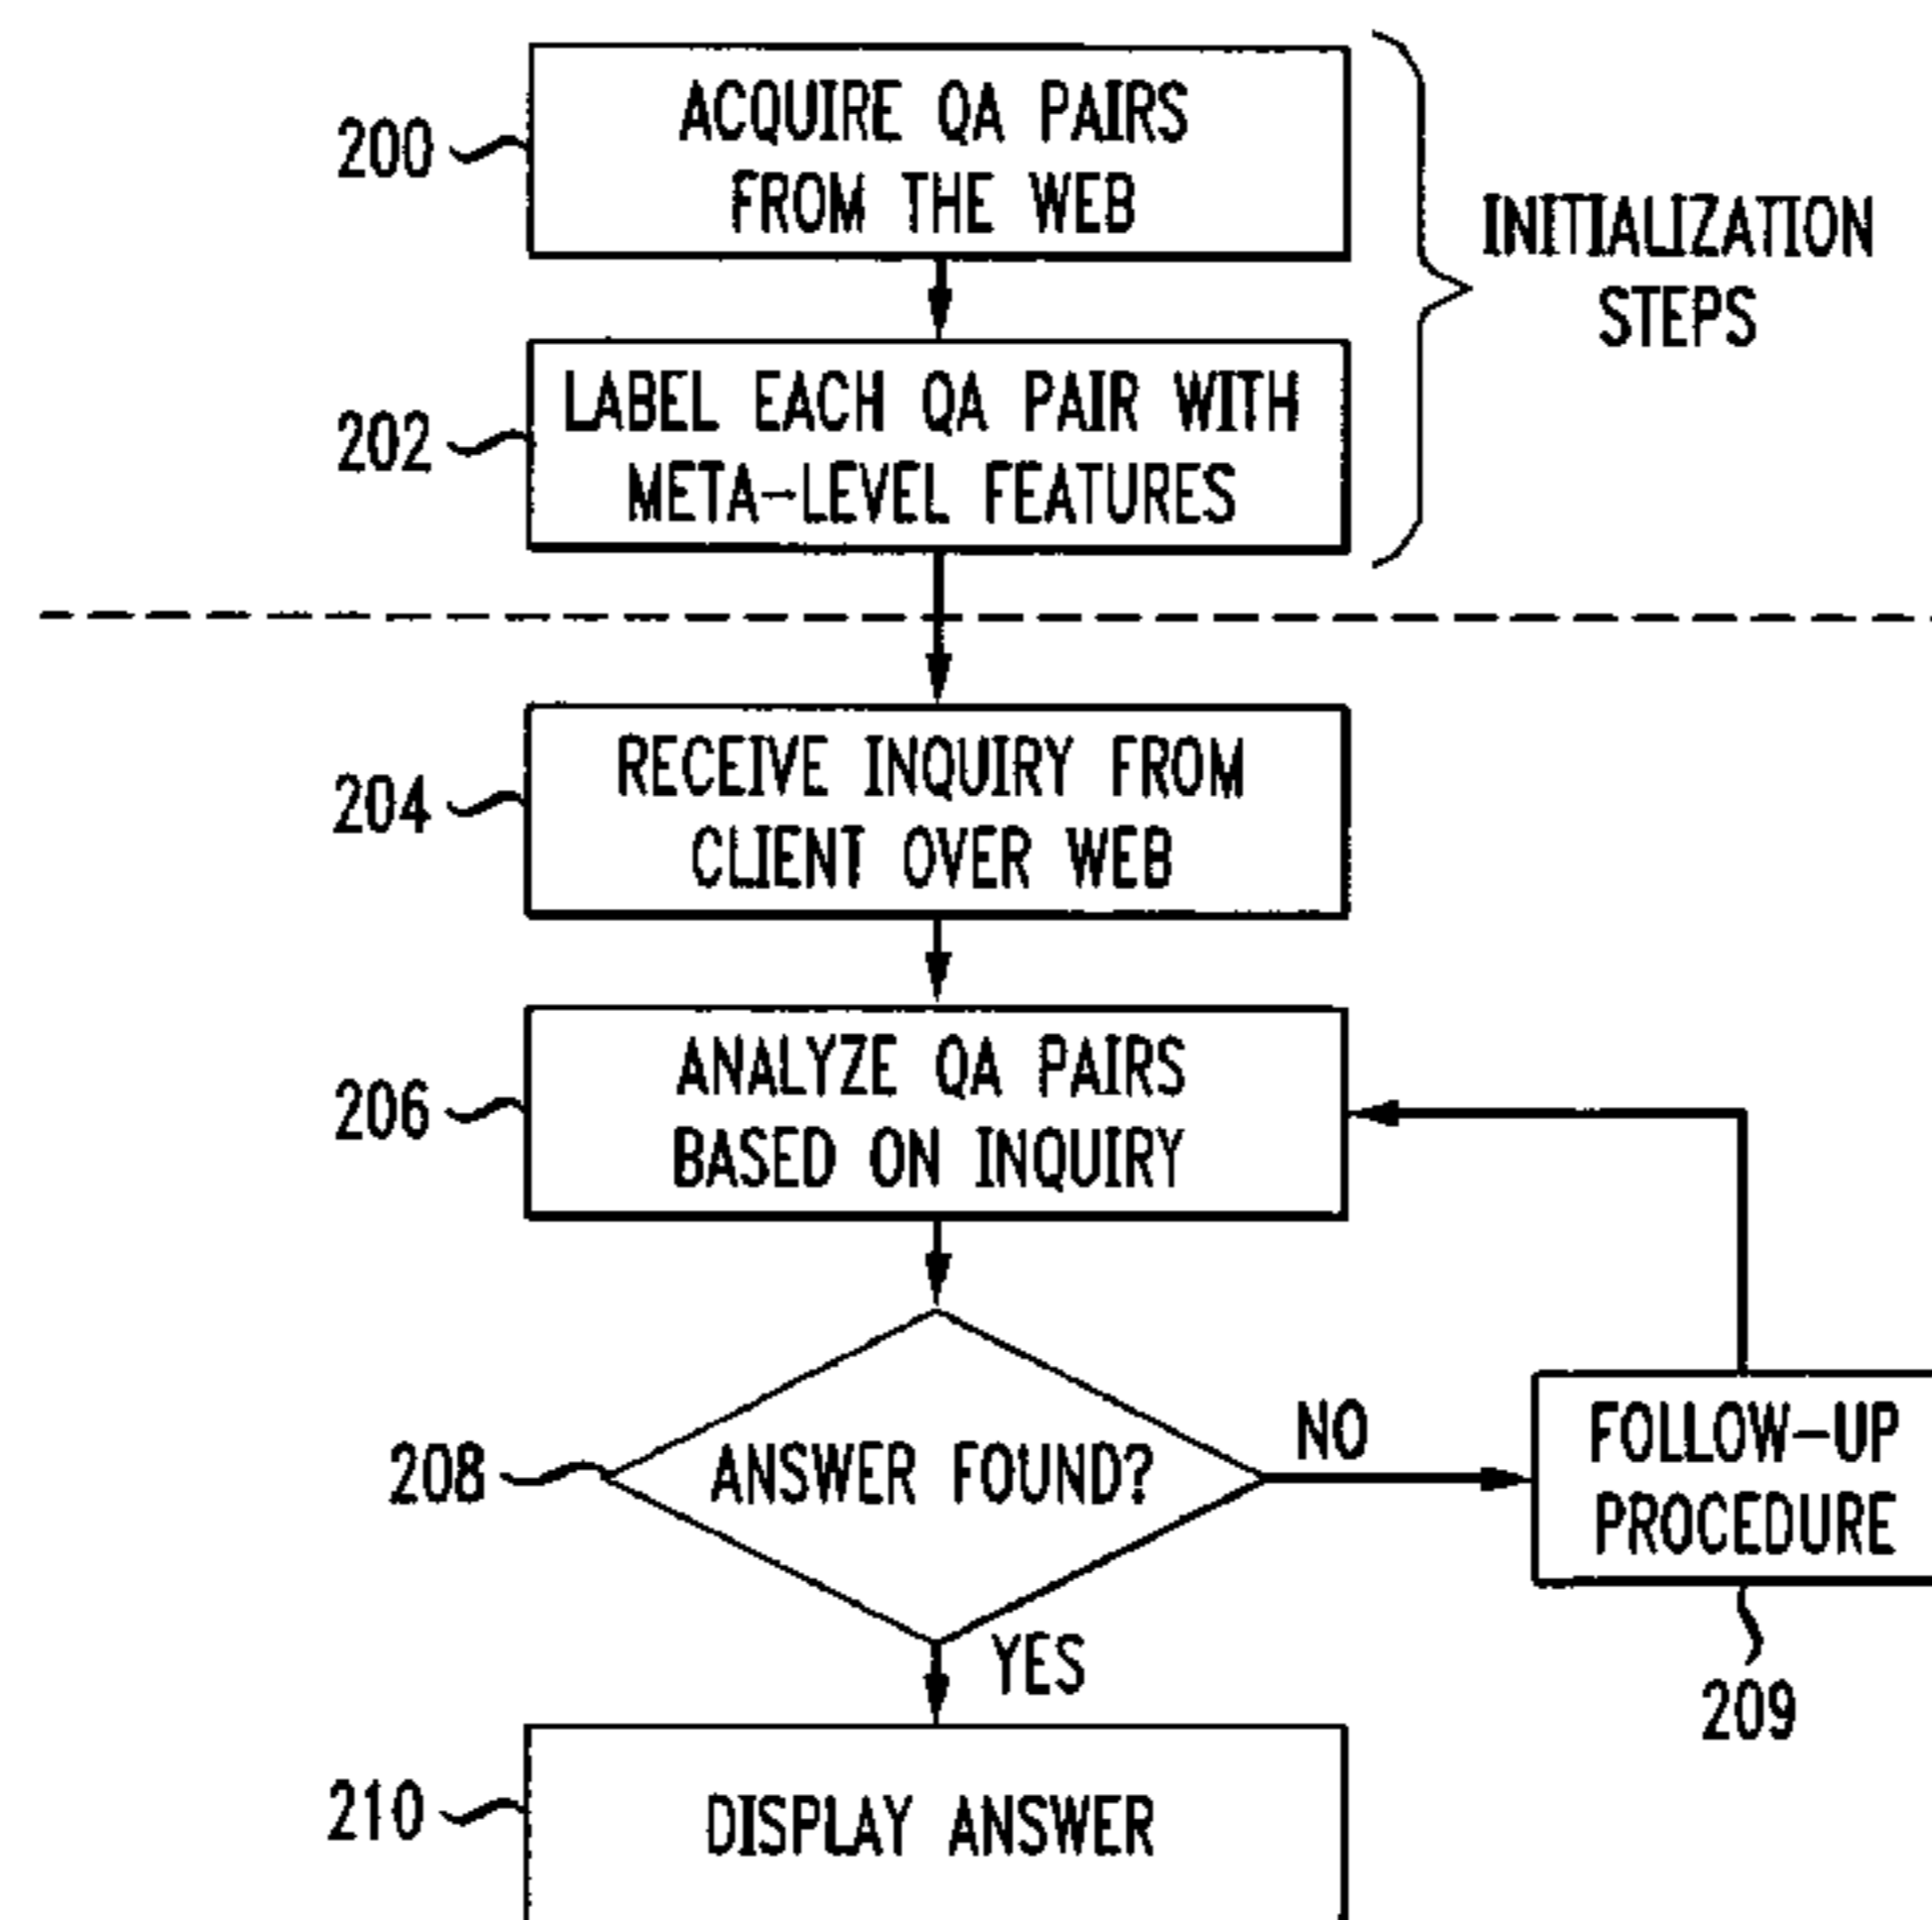 200
ACQUIRE QA PAIRS
FROM THE WEB
INITIALIZATION
STEPS
202
LABEL EACH QA PAIR WITH
META-LEVEL FEATURES
204
RECEIVE INQUIRY FROM
CLIENT OVER WEB
206
ANALYZE QA PAIRS
BASED ON INQUIRY
208
ANSWER FOUND?
NO
FOLLOW-UP
PROCEDURE
209
YES
210
DISPLAY ANSWER